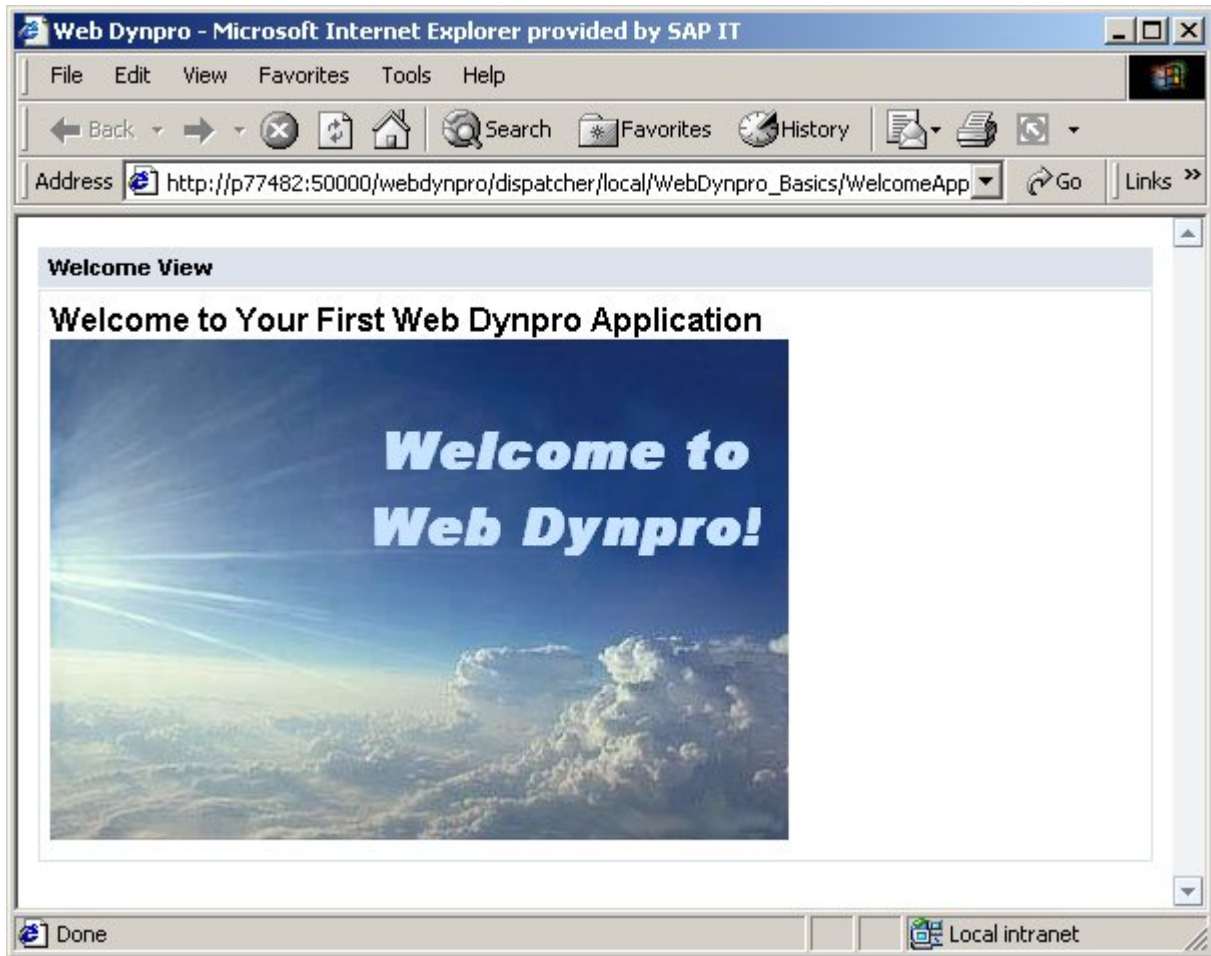 Web Dynpro - Microsoft Internet Explorer provided by SAP IT
File Edit View Favorites Tools Help
Back Search Favorites History
Address http://p77482:50000/webdynpro/dispatcher/local/WebDynpro_Basics/WelcomeApp Go Links »
Welcome View
Welcome to Your First Web Dynpro Application
Welcome to
Web Dynpro!
Done Local intranet